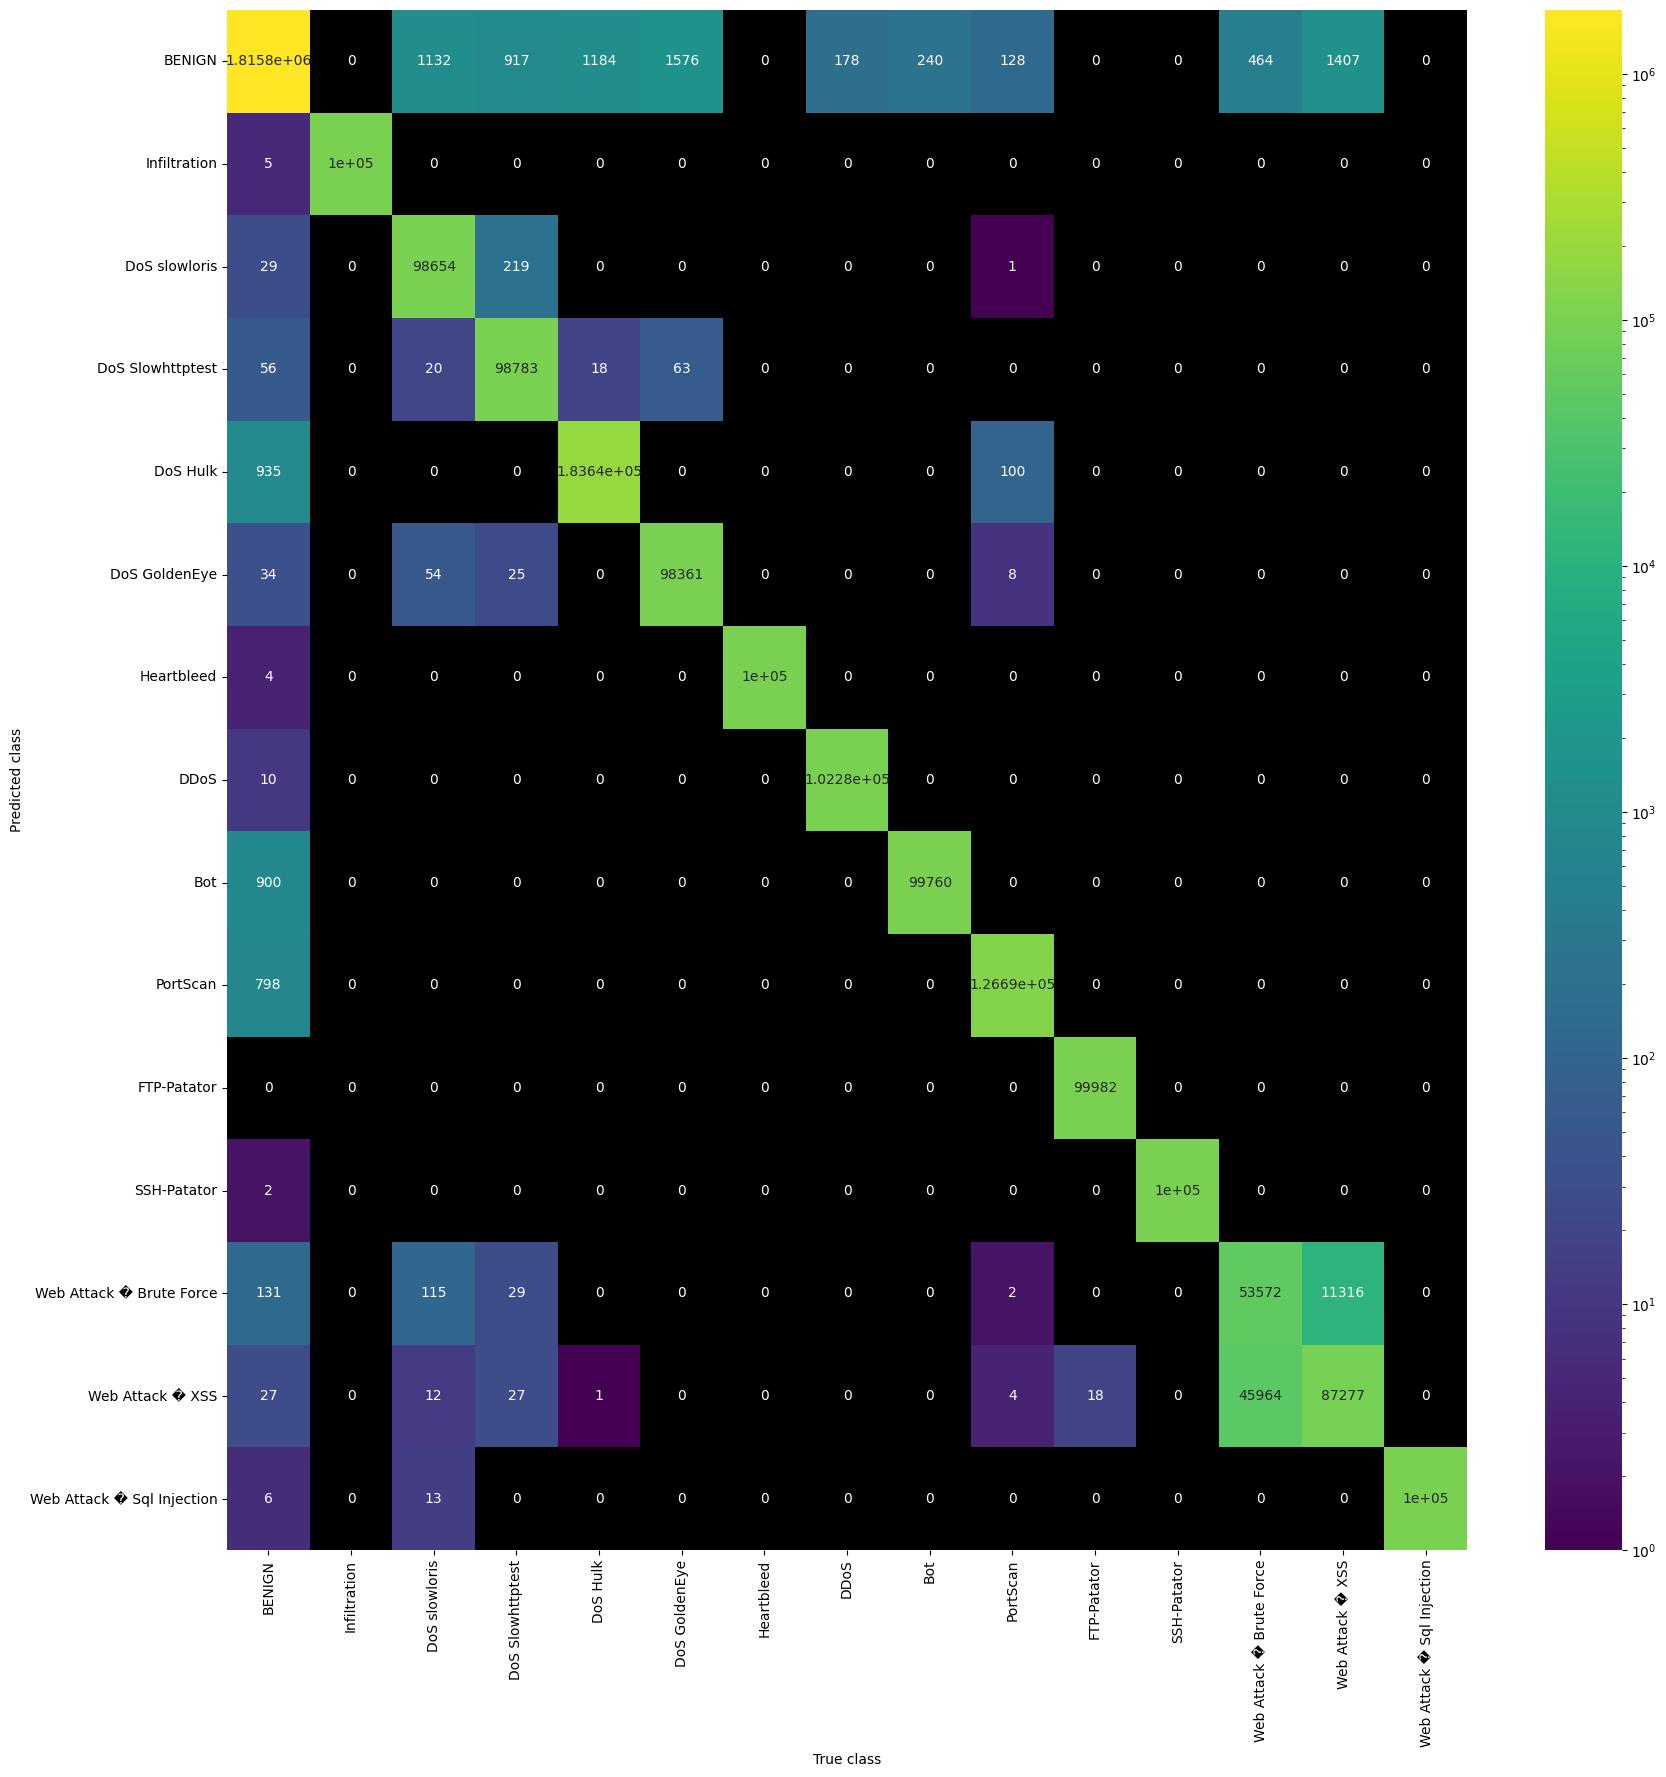 BENIGN 1.8158e+06 0 1132 917 1184 1576 0 178 240 128 0 0 464 1407 0
Infiltration 5 1e+05 0 0 0 0 0 0 0 0 0 0 0 0 0
DoS slowloris 29 0 98654 219 0 0 0 0 0 1 0 0 0 0 0
DoS Slowhttptest 56 0 20 98783 18 63 0 0 0 0 0 0 0 0 0
DoS Hulk 935 0 0 0 1.8364e+05 0 0 0 0 100 0 0 0 0 0
DoS GoldenEye 34 0 54 25 0 98361 0 0 0 8 0 0 0 0 0
Heartbleed 4 0 0 0 0 0 1e+05 0 0 0 0 0 0 0 0
DDoS 10 0 0 0 0 0 0 1.0228e+05 0 0 0 0 0 0 0
Bot 900 0 0 0 0 0 0 0 99760 0 0 0 0 0 0
PortScan 798 0 0 0 0 0 0 0 0 1.2669e+05 0 0 0 0 0
FTP-Patator 0 0 0 0 0 0 0 0 0 0 99982 0 0 0 0
SSH-Patator 2 0 0 0 0 0 0 0 0 0 0 1e+05 0 0 0
Web Attack � Brute Force 131 0 115 29 0 0 0 0 0 2 0 0 53572 11316 0
Web Attack � XSS 27 0 12 27 1 0 0 0 0 4 18 0 45964 87277 0
Web Attack � Sql Injection 6 0 13 0 0 0 0 0 0 0 0 0 0 0 1e+05
Predicted class
BENIGN
Infiltration
DoS slowloris
DoS Slowhttptest
DoS Hulk
DoS GoldenEye
Heartbleed
DDoS
Bot
PortScan
FTP-Patator
SSH-Patator
Web Attack � Brute Force
Web Attack � XSS
Web Attack � Sql Injection
True class
10⁶
10⁵
10⁴
10³
10²
10¹
10⁰